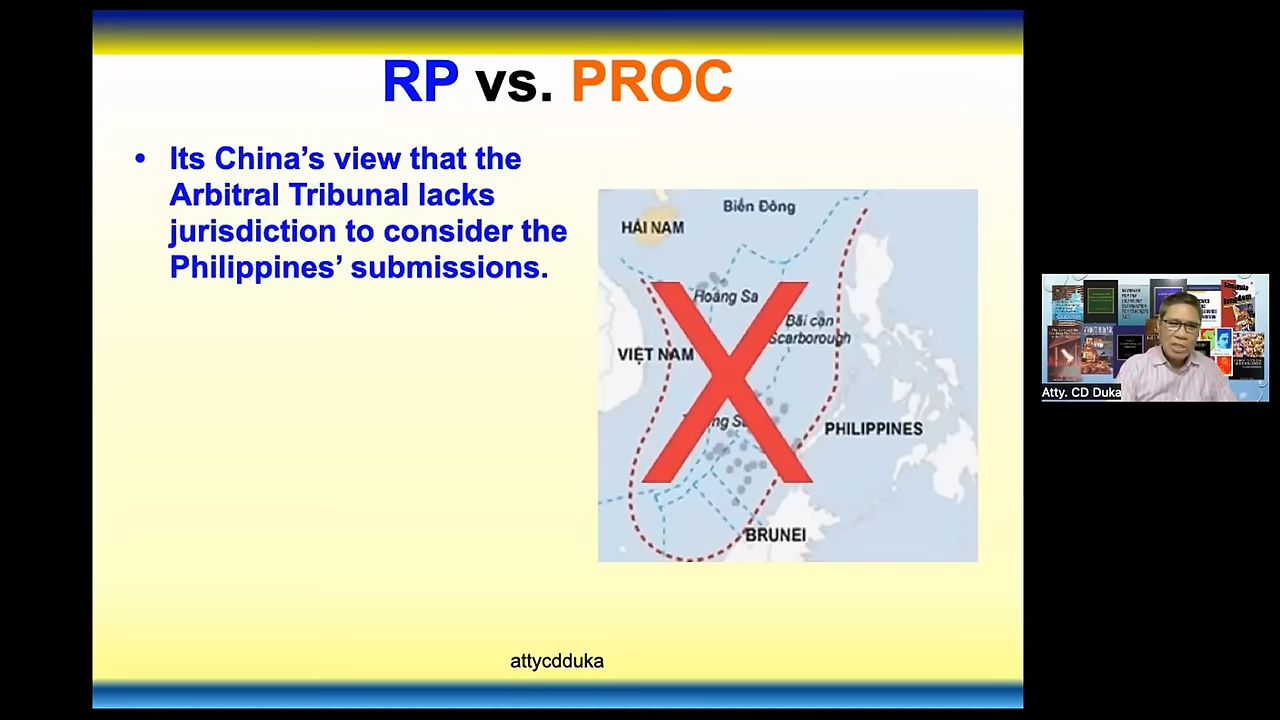 RP vs. PROC
• Its China's view that the
Arbitral Tribunal lacks
jurisdiction to consider the
Philippines' submissions.
Biển Đông
HẢI NAM
Hoàng Sa
Bãi cạn
Scarborough
VIỆT NAM
PHILIPPINES
BRUNEI
attycdduka
Atty. CD Duka